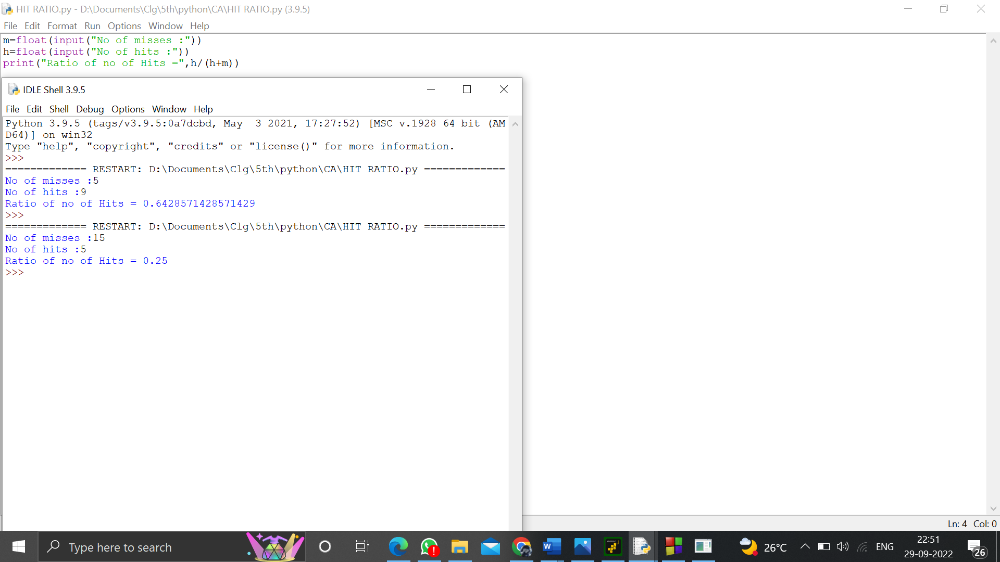 HIT RATIO.py - D:\Documents\Clg\5th\python\CA\HIT RATIO.py (3.9.5)
File Edit Format Run Options Window Help
m=float(input("No of misses :"))
h=float(input("No of hits :"))
print("Ratio of no of Hits =",h/(h+m))
IDLE Shell 3.9.5
File Edit Shell Debug Options Window Help
Python 3.9.5 (tags/v3.9.5:0a7dcbd, May  3 2021, 17:27:52) [MSC v.1928 64 bit (AM
D64)] on win32
Type "help", "copyright", "credits" or "license()" for more information.
>>>
============= RESTART: D:\Documents\Clg\5th\python\CA\HIT RATIO.py =============
No of misses :5
No of hits :9
Ratio of no of Hits = 0.6428571428571429
>>>
============= RESTART: D:\Documents\Clg\5th\python\CA\HIT RATIO.py =============
No of misses :15
No of hits :5
Ratio of no of Hits = 0.25
>>>
Ln: 4 Col: 0
Type here to search
26°C
ENG
22:51
29-09-2022
26